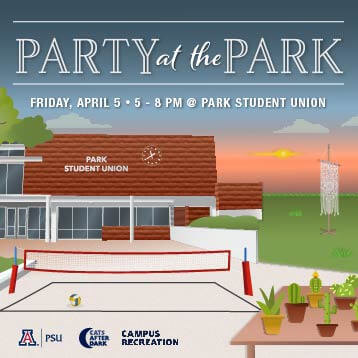 PARTY at the PARK
FRIDAY, APRIL 5 • 5 - 8 PM @ PARK STUDENT UNION
PARK
STUDENT UNION
A PSU
CATS
AFTER
DARK
CAMPUS
RECREATION